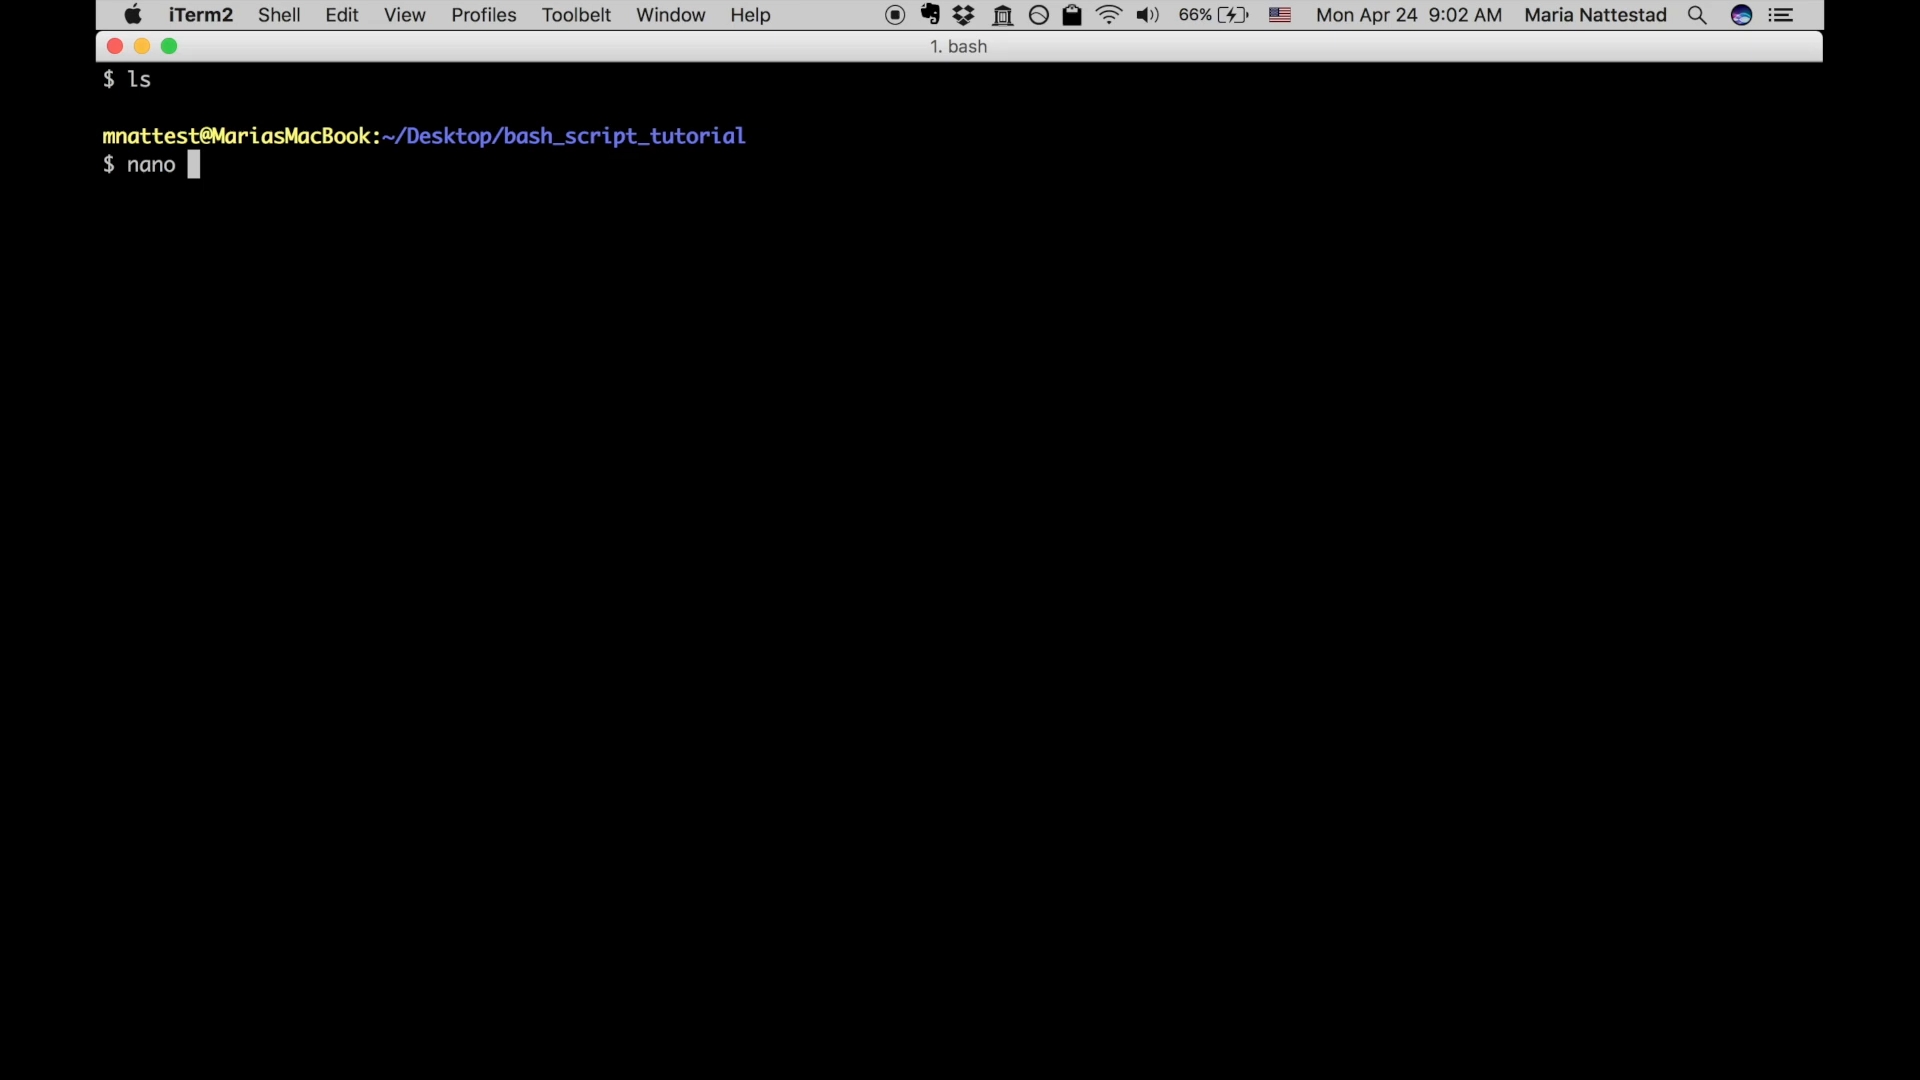 iTerm2 Shell Edit View Profiles Toolbelt Window Help 66% Mon Apr 24 9:02 AM Maria Nattestad
1. bash
$ ls
mnattest@MariasMacBook:~/Desktop/bash_script_tutorial
$ nano